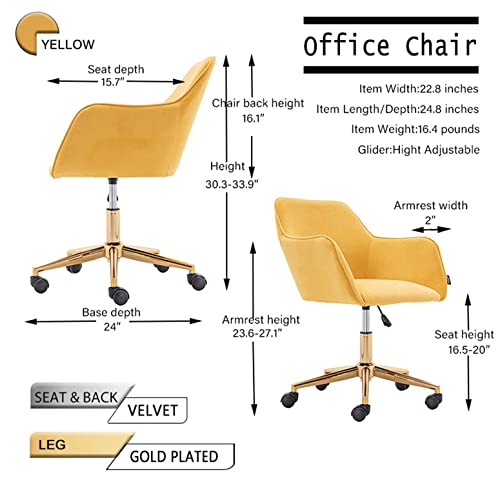 YELLOW
Office Chair
Seat depth
15.7"
Item Width:22.8 inches
Item Length/Depth:24.8 inches
Item Weight:16.4 pounds
Glider:Hight Adjustable
Chair back height
16.1"
Height
30.3-33.9"
Armrest width
2"
Base depth
24"
Armrest height
23.6-27.1"
Seat height
16.5-20"
SEAT & BACK
VELVET
LEG
GOLD PLATED